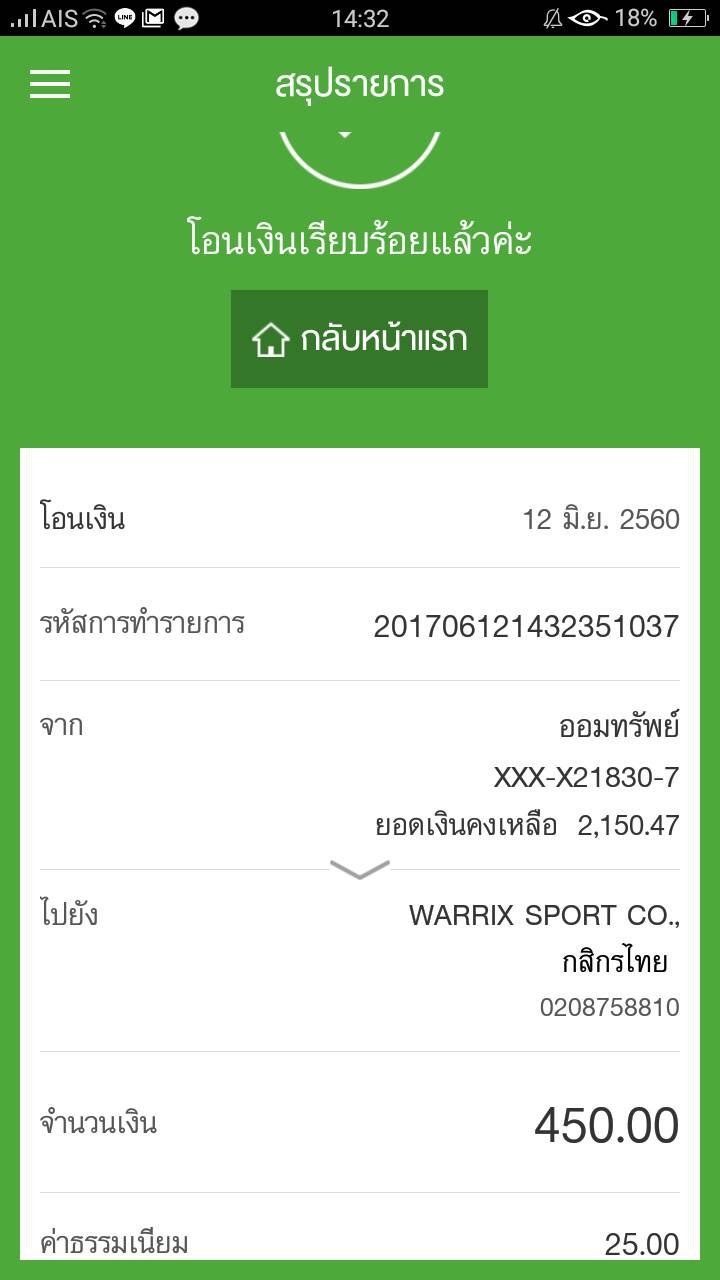 AIS LINE 14:32 18%
สรุปรายการ
โอนเงินเรียบร้อยแล้วค่ะ
กลับหน้าแรก
โอนเงิน 12 มิ.ย. 2560
รหัสการทำรายการ 201706121432351037
จาก ออมทรัพย์
XXX-X21830-7
ยอดเงินคงเหลือ 2,150.47
ไปยัง WARRIX SPORT CO.,
กสิกรไทย
0208758810
จำนวนเงิน 450.00
ค่าธรรมเนียม 25.00